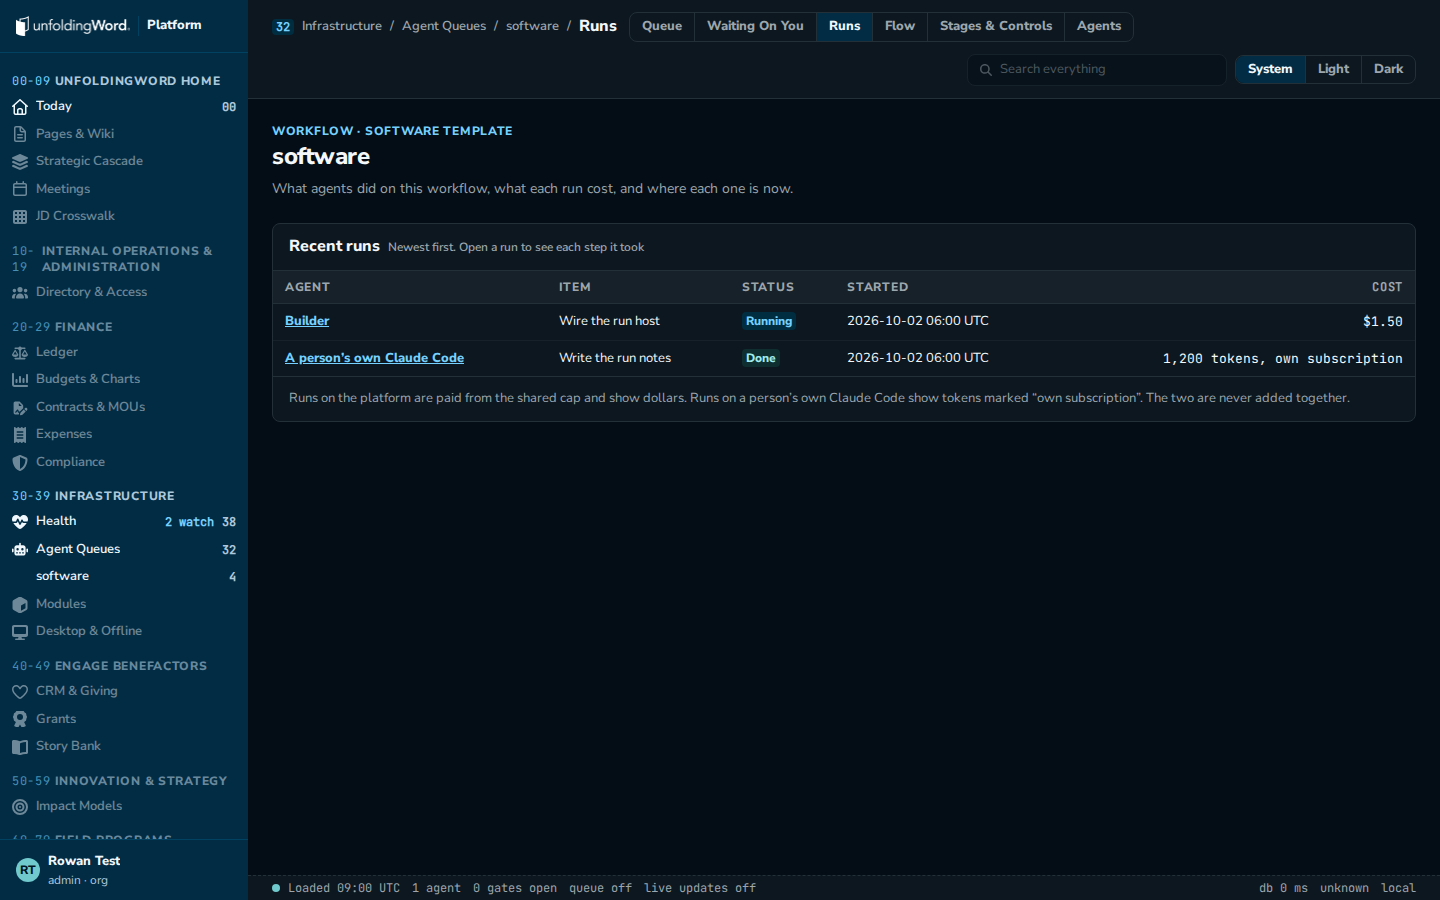 unfoldingWord. Platform
00-09 UNFOLDINGWORD HOME
Today 00
Pages & Wiki
Strategic Cascade
Meetings
JD Crosswalk
10-19 INTERNAL OPERATIONS & ADMINISTRATION
Directory & Access
20-29 FINANCE
Ledger
Budgets & Charts
Contracts & MOUs
Expenses
Compliance
30-39 INFRASTRUCTURE
Health 2 watch 38
Agent Queues 32
software 4
Modules
Desktop & Offline
40-49 ENGAGE BENEFACTORS
CRM & Giving
Grants
Story Bank
50-59 INNOVATION & STRATEGY
Impact Models
60-79 FIELD PROGRAMS
RT Rowan Test
admin · org
32 Infrastructure / Agent Queues / software / Runs Queue Waiting On You Runs Flow Stages & Controls Agents
Search everything System Light Dark
WORKFLOW · SOFTWARE TEMPLATE
software
What agents did on this workflow, what each run cost, and where each one is now.
Recent runs Newest first. Open a run to see each step it took
AGENT ITEM STATUS STARTED COST
Builder Wire the run host Running 2026-10-02 06:00 UTC $1.50
A person’s own Claude Code Write the run notes Done 2026-10-02 06:00 UTC 1,200 tokens, own subscription
Runs on the platform are paid from the shared cap and show dollars. Runs on a person’s own Claude Code show tokens marked “own subscription”. The two are never added together.
Loaded 09:00 UTC 1 agent 0 gates open queue off live updates off db 0 ms unknown local